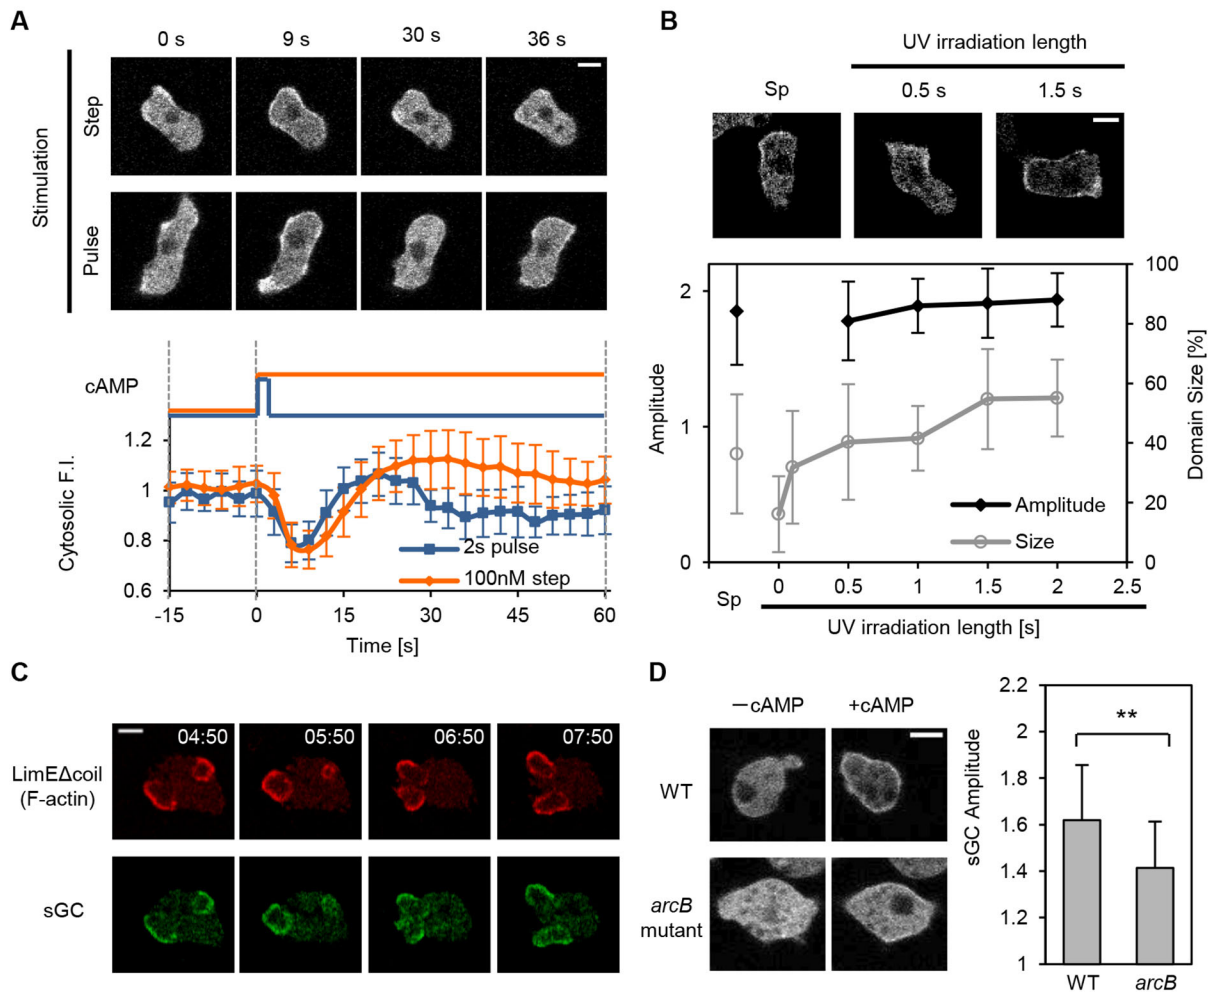 A
0 s 9 s 30 s 36 s
Stimulation
Step
Pulse
cAMP
Cytosolic F.I.
1.2
1
0.8
0.6
2s pulse
100nM step
-15 0 15 30 45 60
Time [s]
B
UV irradiation length
Sp 0.5 s 1.5 s
Amplitude
2
1
0
Domain Size [%]
100
80
60
40
20
0
Amplitude
Size
Sp 0 0.5 1 1.5 2 2.5
UV irradiation length [s]
C
04:50 05:50 06:50 07:50
LimEΔcoil
(F-actin)
sGC
D
−cAMP +cAMP
WT
arcB
mutant
sGC Amplitude
2.2
2
1.8
1.6
1.4
1.2
1
**
WT arcB